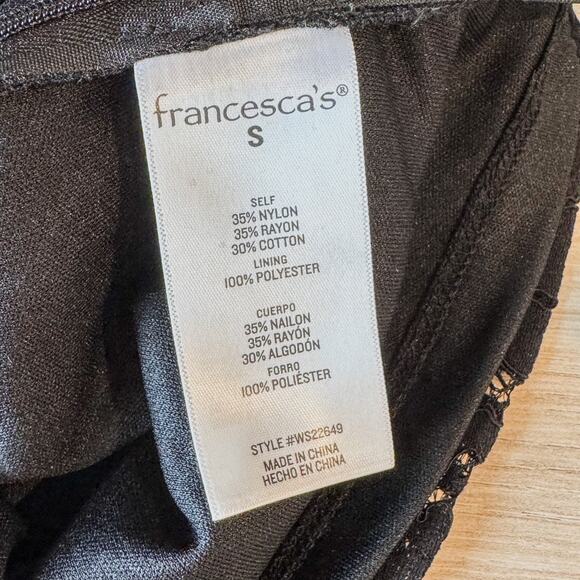 francesca's®
S
SELF
35% NYLON
35% RAYON
30% COTTON
LINING
100% POLYESTER
CUERPO
35% NAILON
35% RAYÓN
30% ALGODÓN
FORRO
100% POLIÉSTER
STYLE #WS22649
MADE IN CHINA
HECHO EN CHINA